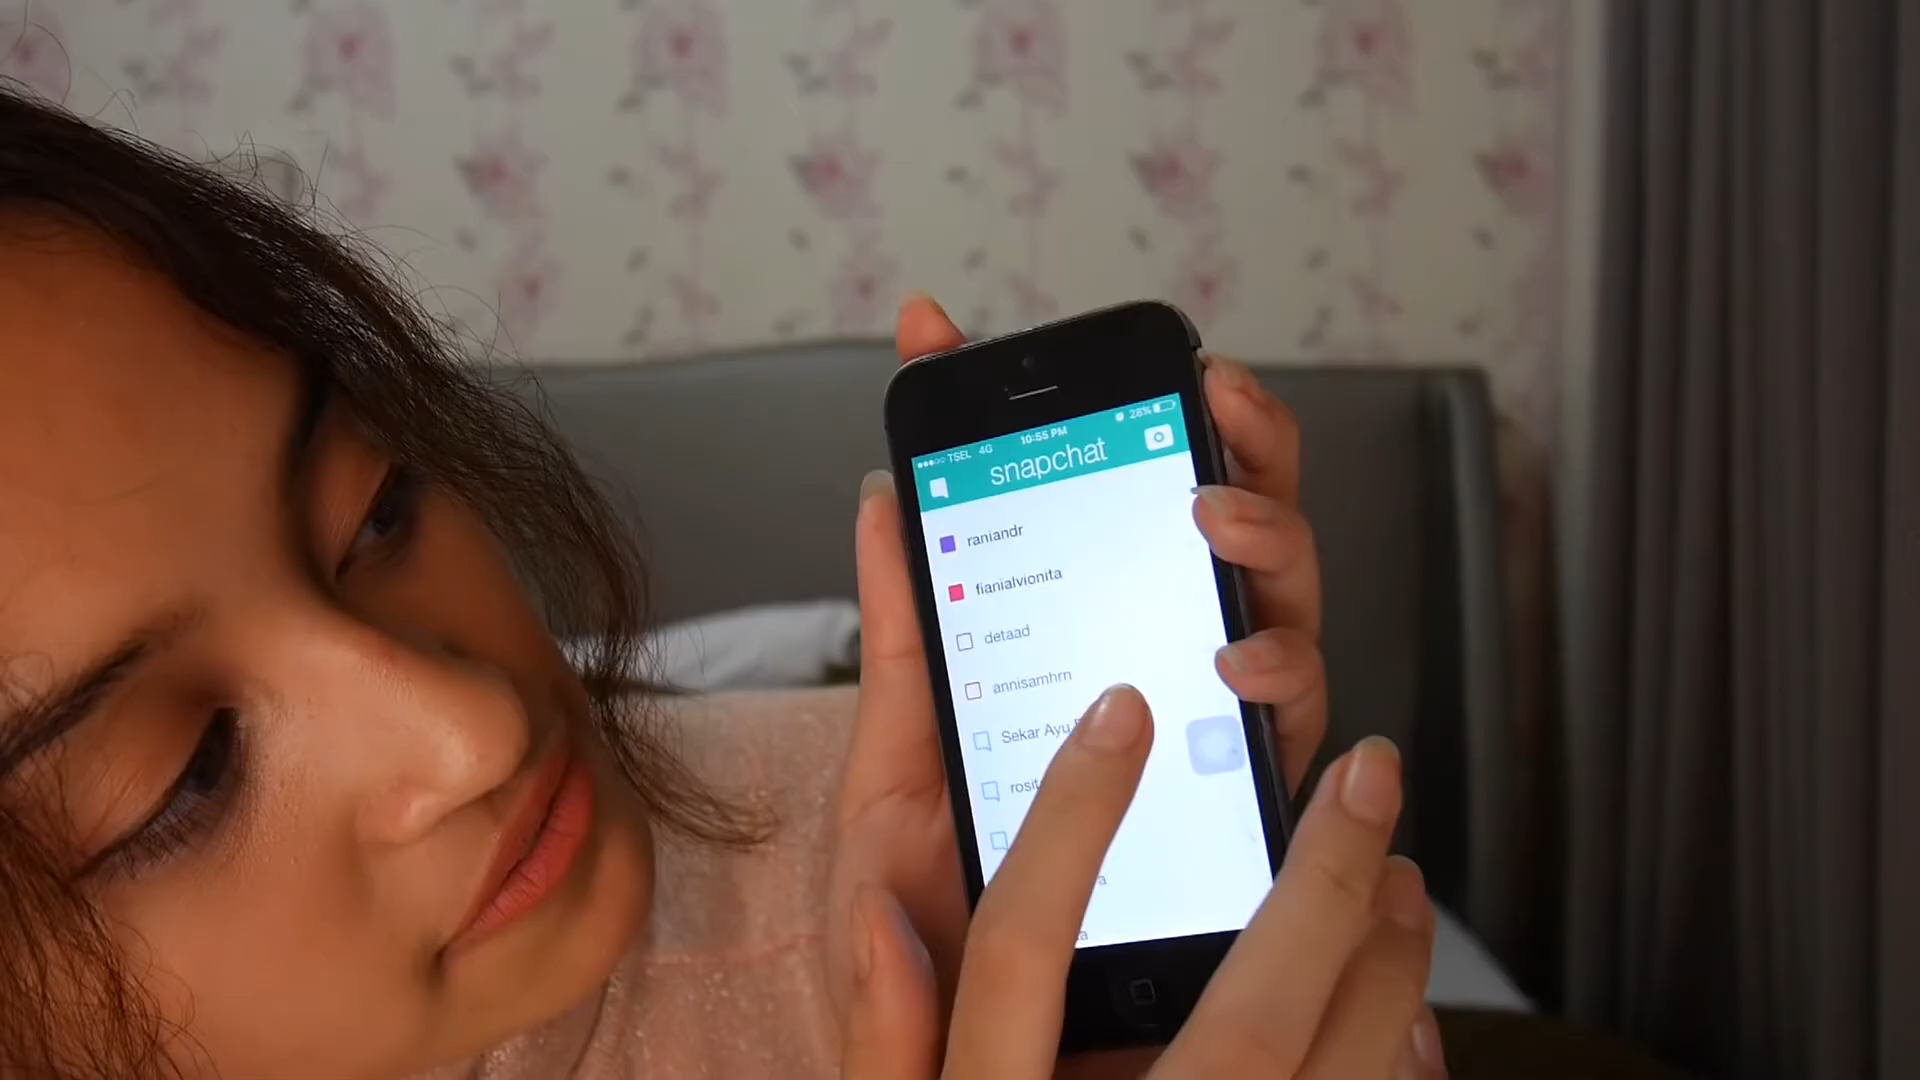 TSEL 4G 10:55 PM 26%
snapchat
raniandr
fianialvionita
detaad
annisamhrn
Sekar Ayu